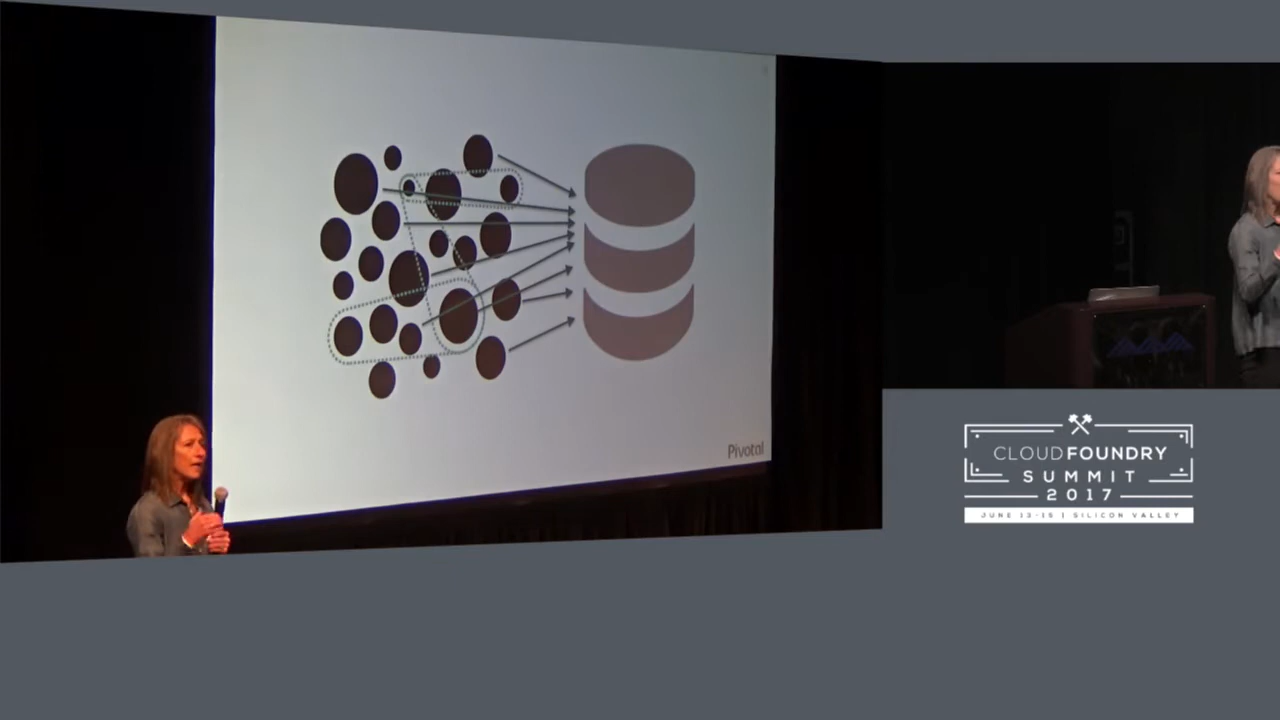 Pivotal
CLOUDFOUNDRY
SUMMIT
2017
JUNE 13-15 | SILICON VALLEY